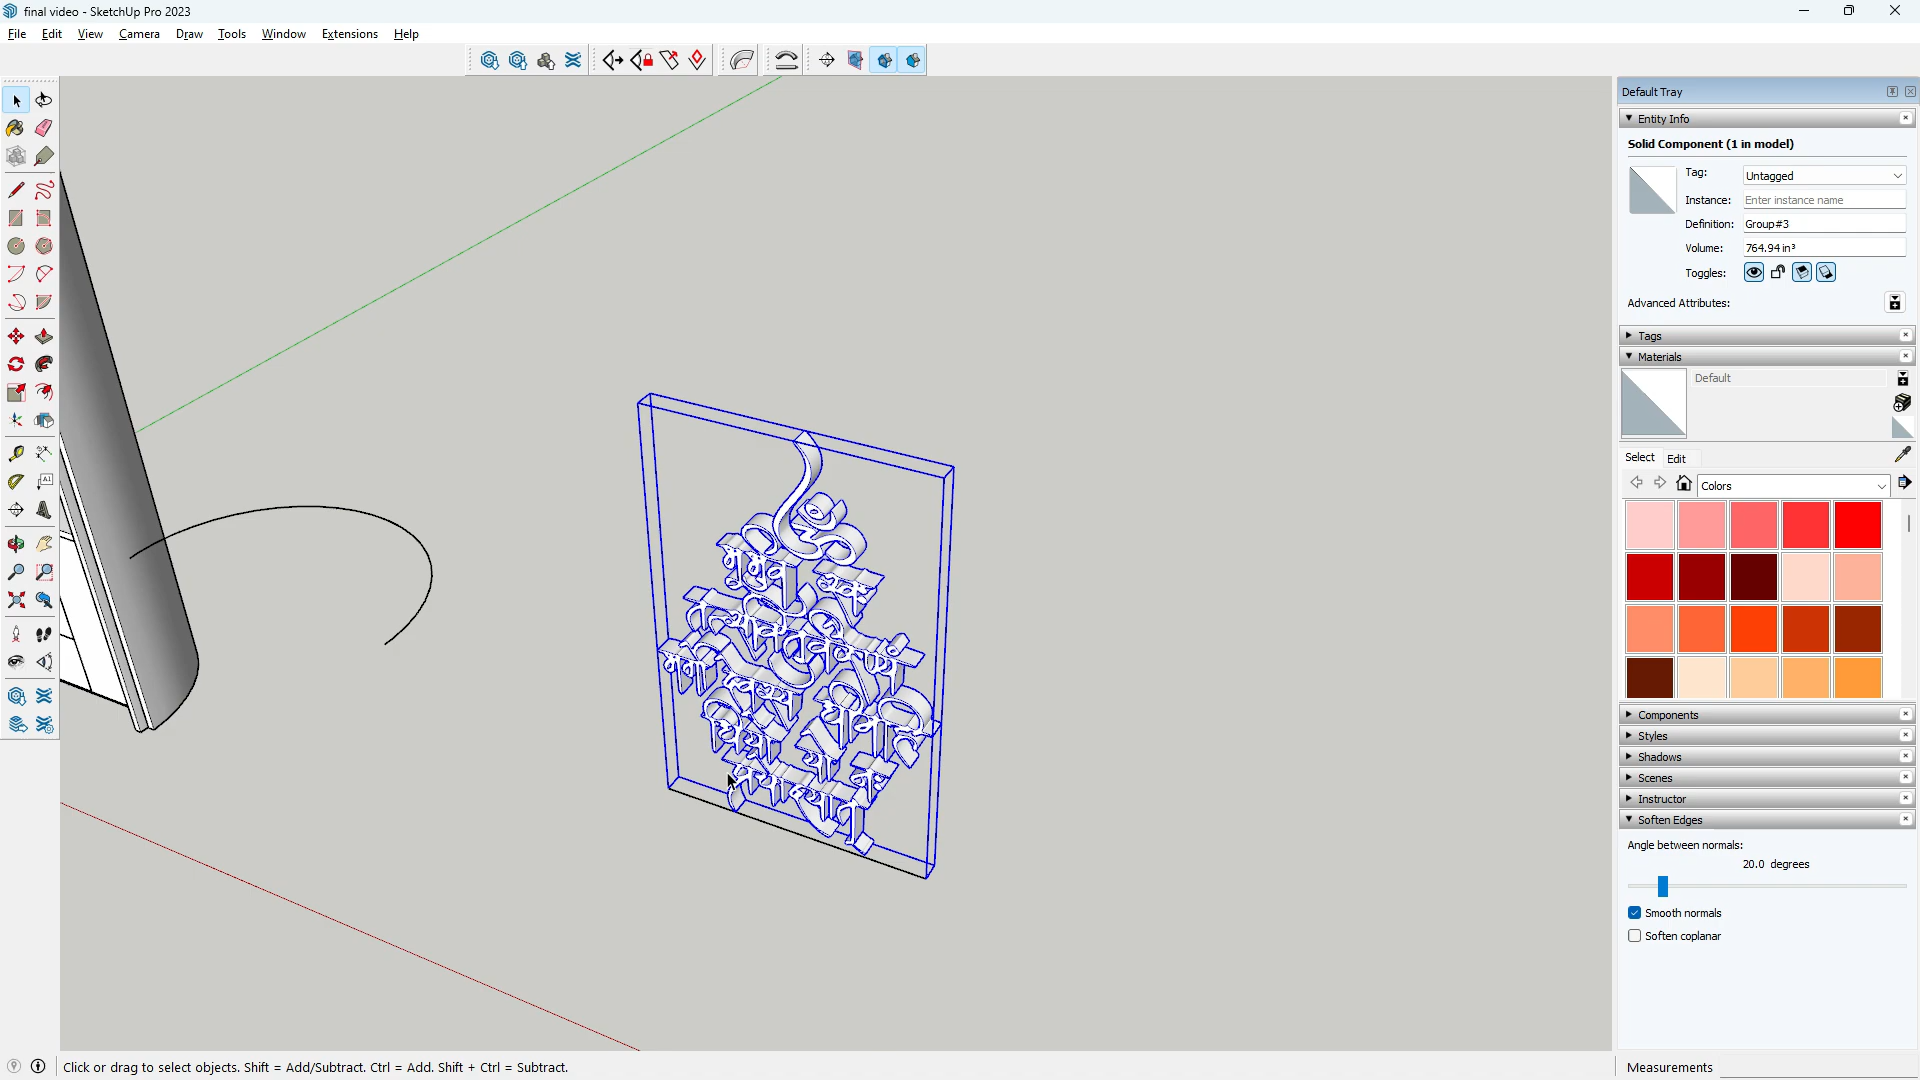 final video - SketchUp Pro 2023
File Edit View Camera Draw Tools Window Extensions Help
Default Tray
Entity Info
Solid Component (1 in model)
Tag: Untagged
Instance: Enter instance name
Definition: Group#3
Volume: 764.94 in³
Toggles:
Advanced Attributes:
Tags
Materials
Default
Select Edit
Colors
Components
Styles
Shadows
Scenes
Instructor
Soften Edges
Angle between normals:
20.0 degrees
Smooth normals
Soften coplanar
Click or drag to select objects. Shift = Add/Subtract. Ctrl = Add. Shift + Ctrl = Subtract.
Measurements